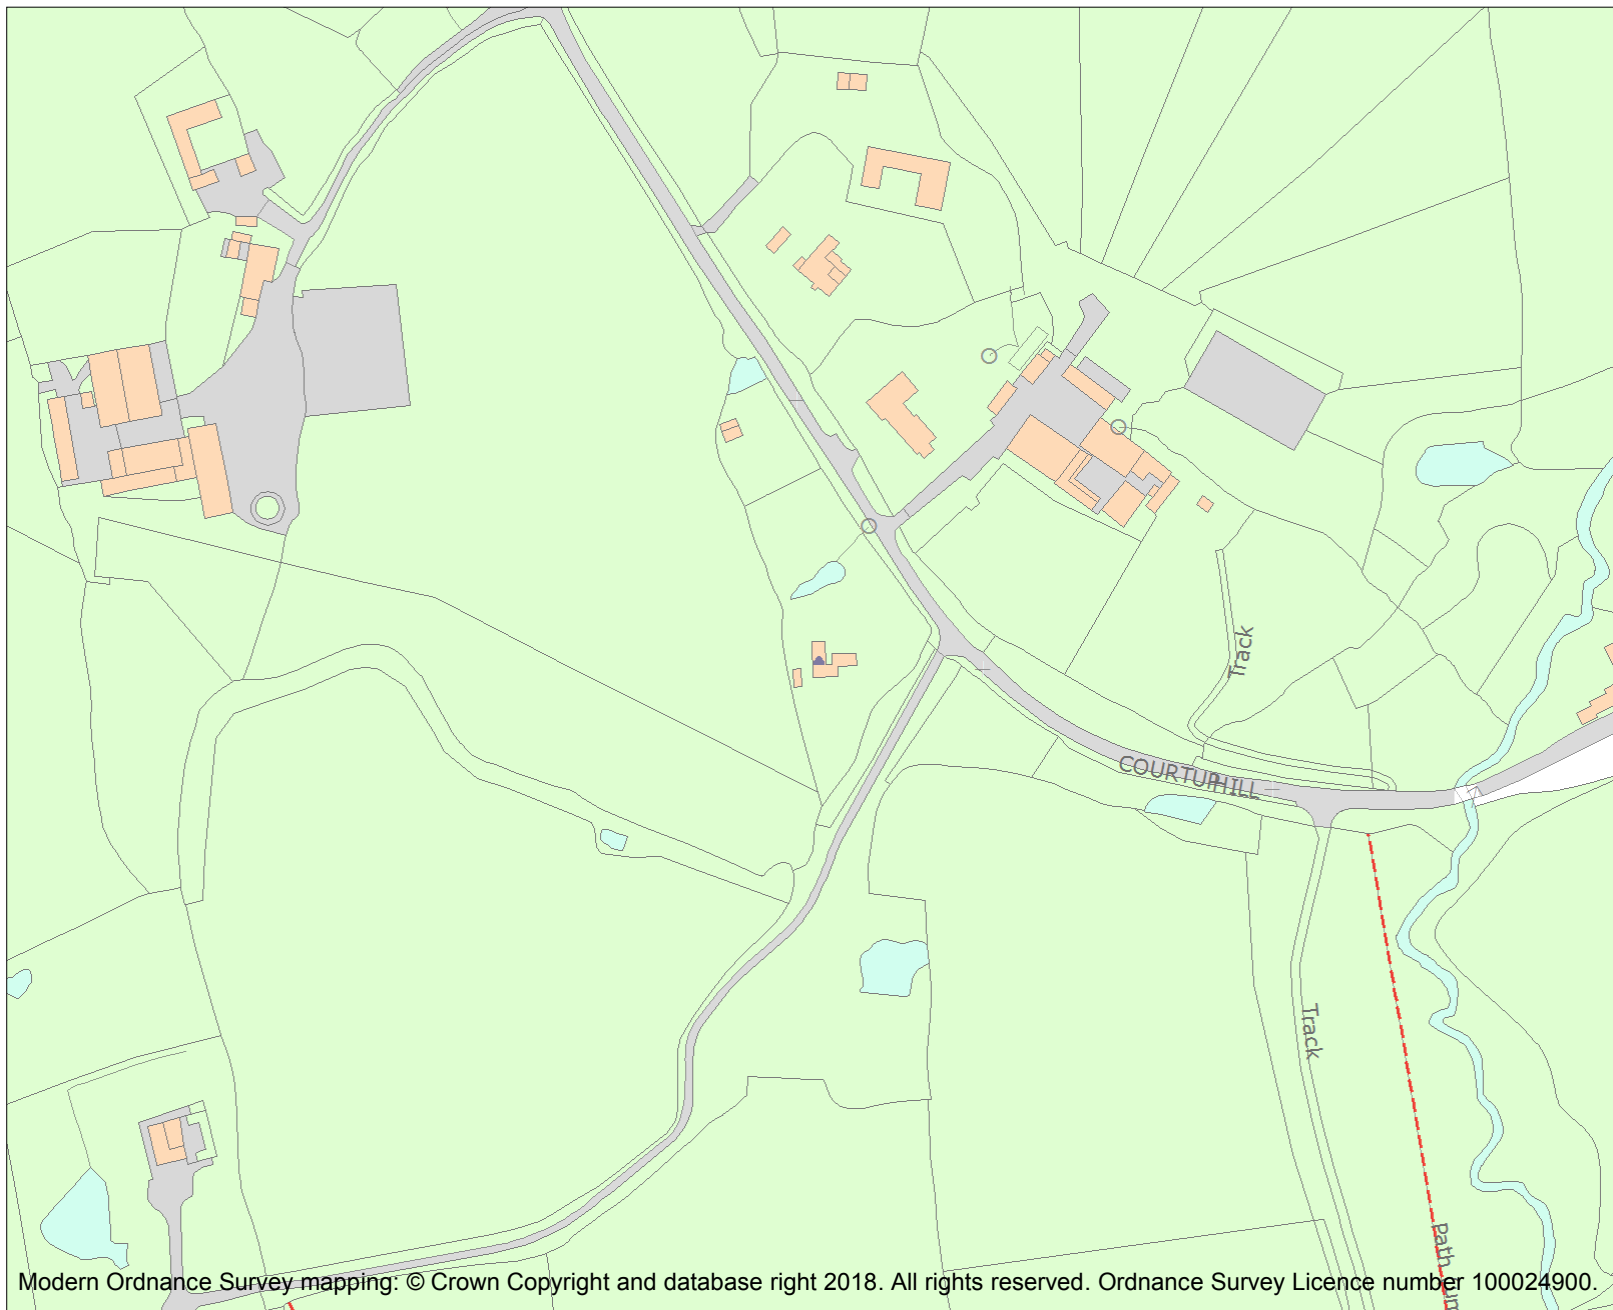 Track
COURTUP HILL
Track
Path
Modern Ordnance Survey mapping: © Crown Copyright and database right 2018. All rights reserved. Ordnance Survey Licence number 100024900.